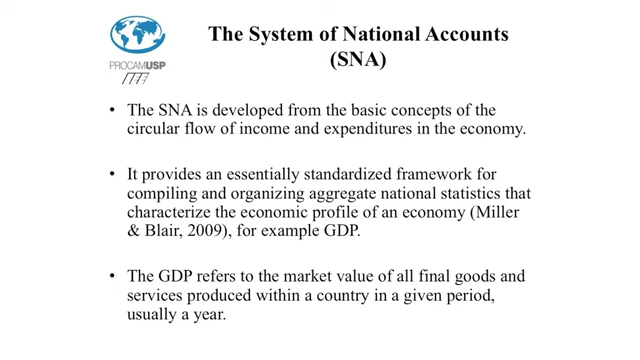 The System of National Accounts
(SNA)
PROCAMUSP
• The SNA is developed from the basic concepts of the
circular flow of income and expenditures in the economy.
• It provides an essentially standardized framework for
compiling and organizing aggregate national statistics that
characterize the economic profile of an economy (Miller
& Blair, 2009), for example GDP.
• The GDP refers to the market value of all final goods and
services produced within a country in a given period,
usually a year.